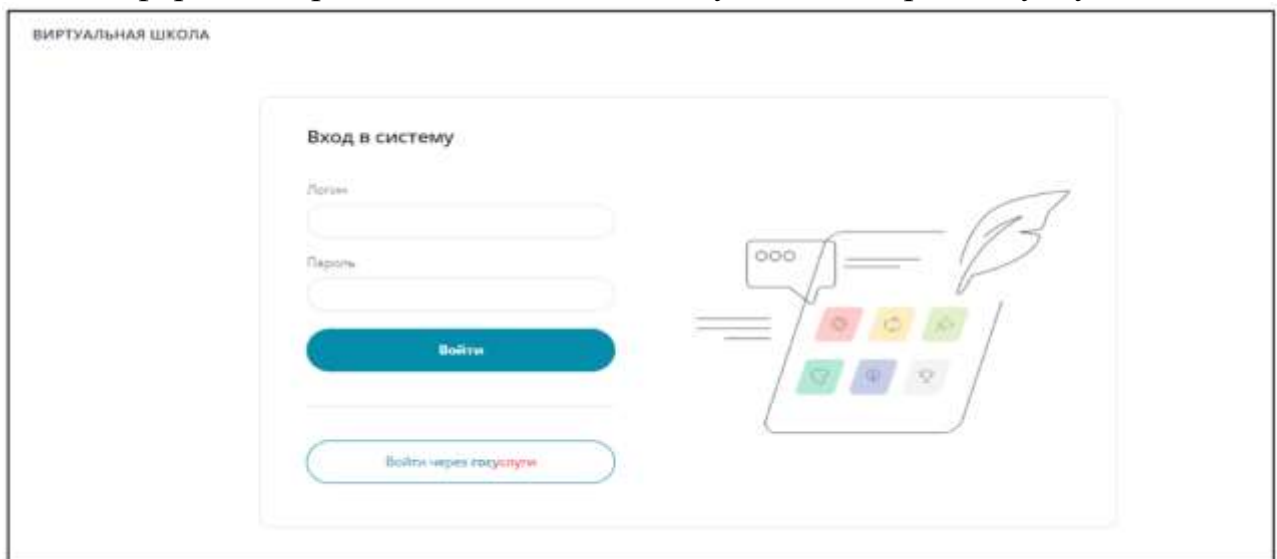 ВИРТУАЛЬНАЯ ШКОЛА
Вход в систему
Логин
Пароль
Войти
Войти через госуслуги